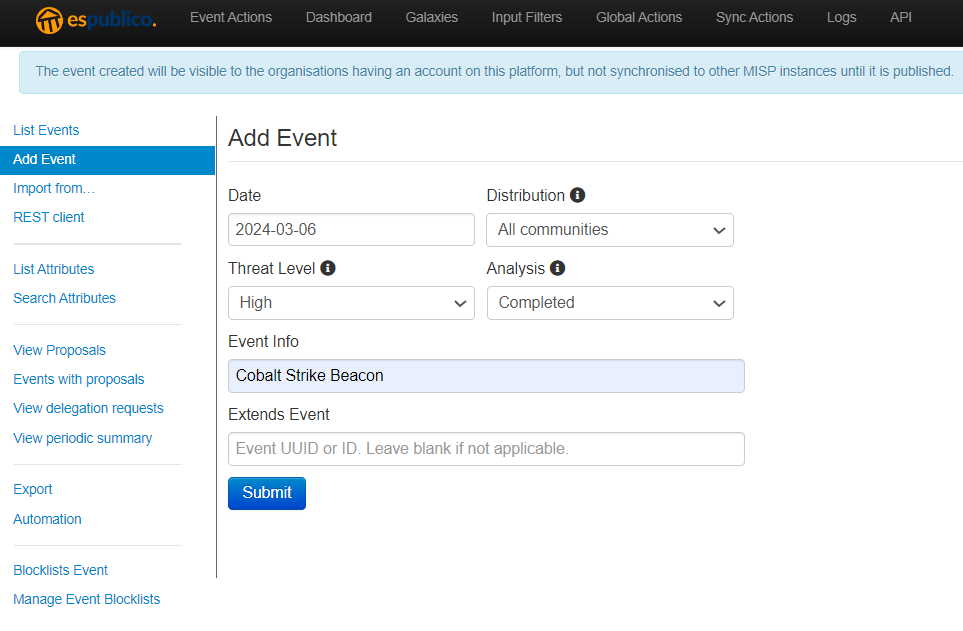 espublico. Event Actions Dashboard Galaxies Input Filters Global Actions Sync Actions Logs API
The event created will be visible to the organisations having an account on this platform, but not synchronised to other MISP instances until it is published.
List Events
Add Event
Import from…
REST client
List Attributes
Search Attributes
View Proposals
Events with proposals
View delegation requests
View periodic summary
Export
Automation
Blocklists Event
Manage Event Blocklists
Add Event
Date Distribution
2024-03-06 All communities
Threat Level Analysis
High Completed
Event Info
Cobalt Strike Beacon
Extends Event
Event UUID or ID. Leave blank if not applicable.
Submit